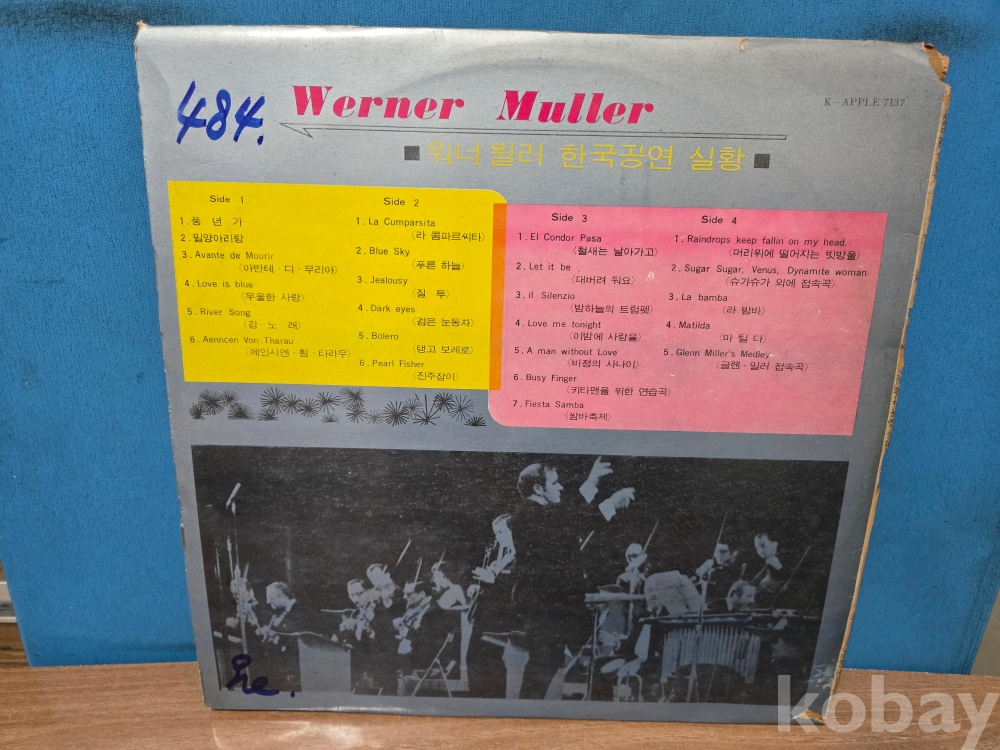 484.
Werner Muller
K-APPLE 7137
■ 워너 뮐러 한국공연 실황 ■
Side 1
1. 풍 년 가
2. 밀양아리랑
3. Avante de Mourir
〈아반테·디·무리아〉
4. Love is blue
〈우울한 사랑〉
5. River Song
〈강 노 래〉
6. Aenncen Von Tharau
〈에인시엔·훤·타라우〉
Side 2
1. La Cumparsita
〈라 콤파르씨타〉
2. Blue Sky
〈푸른 하늘〉
3. Jealousy
〈질 투〉
4. Dark eyes
〈검은 눈동자〉
5. Bolero
〈탱고 보레로〉
6. Pearl Fisher
〈진주잡이〉
Side 3
1. El Condor Pasa
〈철새는 날아가고〉
2. Let it be
〈대버려 둬요〉
3. il Silenzio
〈밤하늘의 트럼펫〉
4. Love me tonight
〈이밤에 사랑을〉
5. A man without Love
〈비정의 사나이〉
6. Busy Finger
〈키타맨을 위한 연습곡〉
7. Fiesta Samba
〈쌈바축제〉
Side 4
1. Raindrops keep fallin on my head.
〈머리위에 떨어지는 빗방울〉
2. Sugar Sugar, Venus, Dynamite woman
〈슈가슈가 외에 접속곡〉
3. La bamba
〈라 밤바〉
4. Matilda
〈마 틸 다〉
5. Glenn Miller's Medley
〈글렌·밀러 접속곡〉
kobay